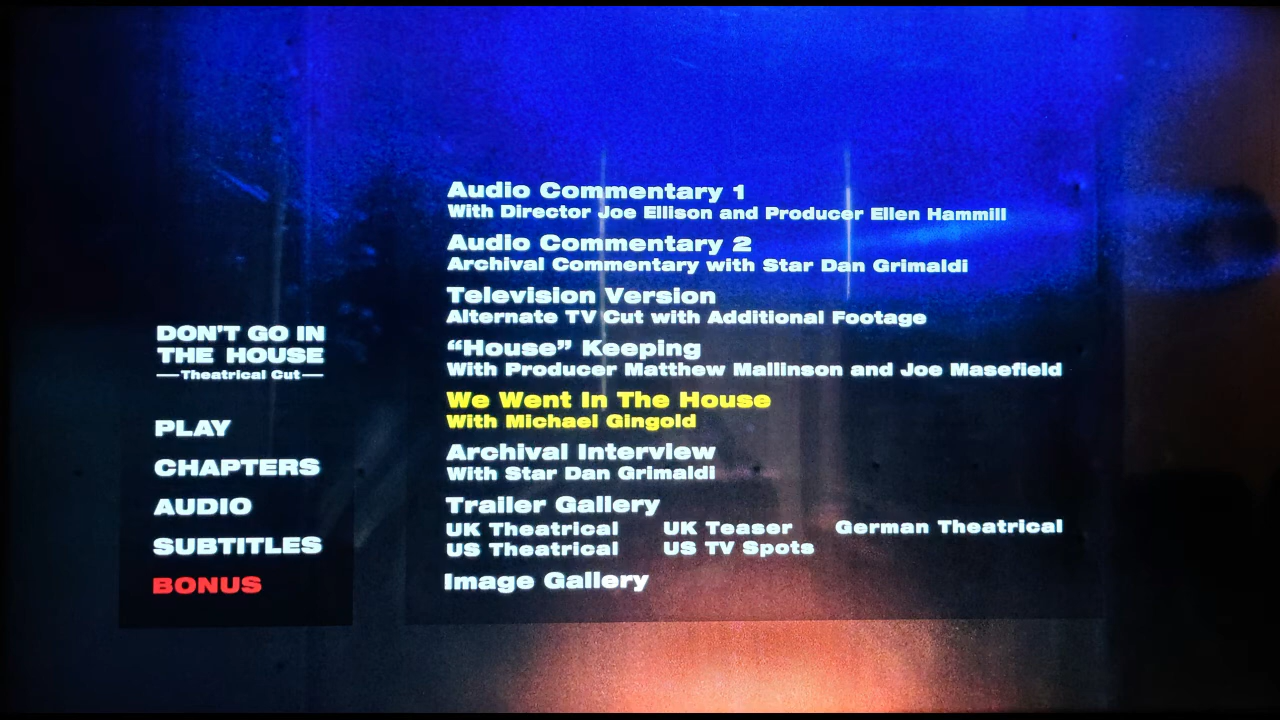 DON'T GO IN
THE HOUSE
—Theatrical Cut—
PLAY
CHAPTERS
AUDIO
SUBTITLES
BONUS
Audio Commentary 1
With Director Joe Ellison and Producer Ellen Hammill
Audio Commentary 2
Archival Commentary with Star Dan Grimaldi
Television Version
Alternate TV Cut with Additional Footage
“House” Keeping
With Producer Matthew Mallinson and Joe Masefield
We Went In The House
With Michael Gingold
Archival Interview
With Star Dan Grimaldi
Trailer Gallery
UK Theatrical UK Teaser German Theatrical
US Theatrical US TV Spots
Image Gallery